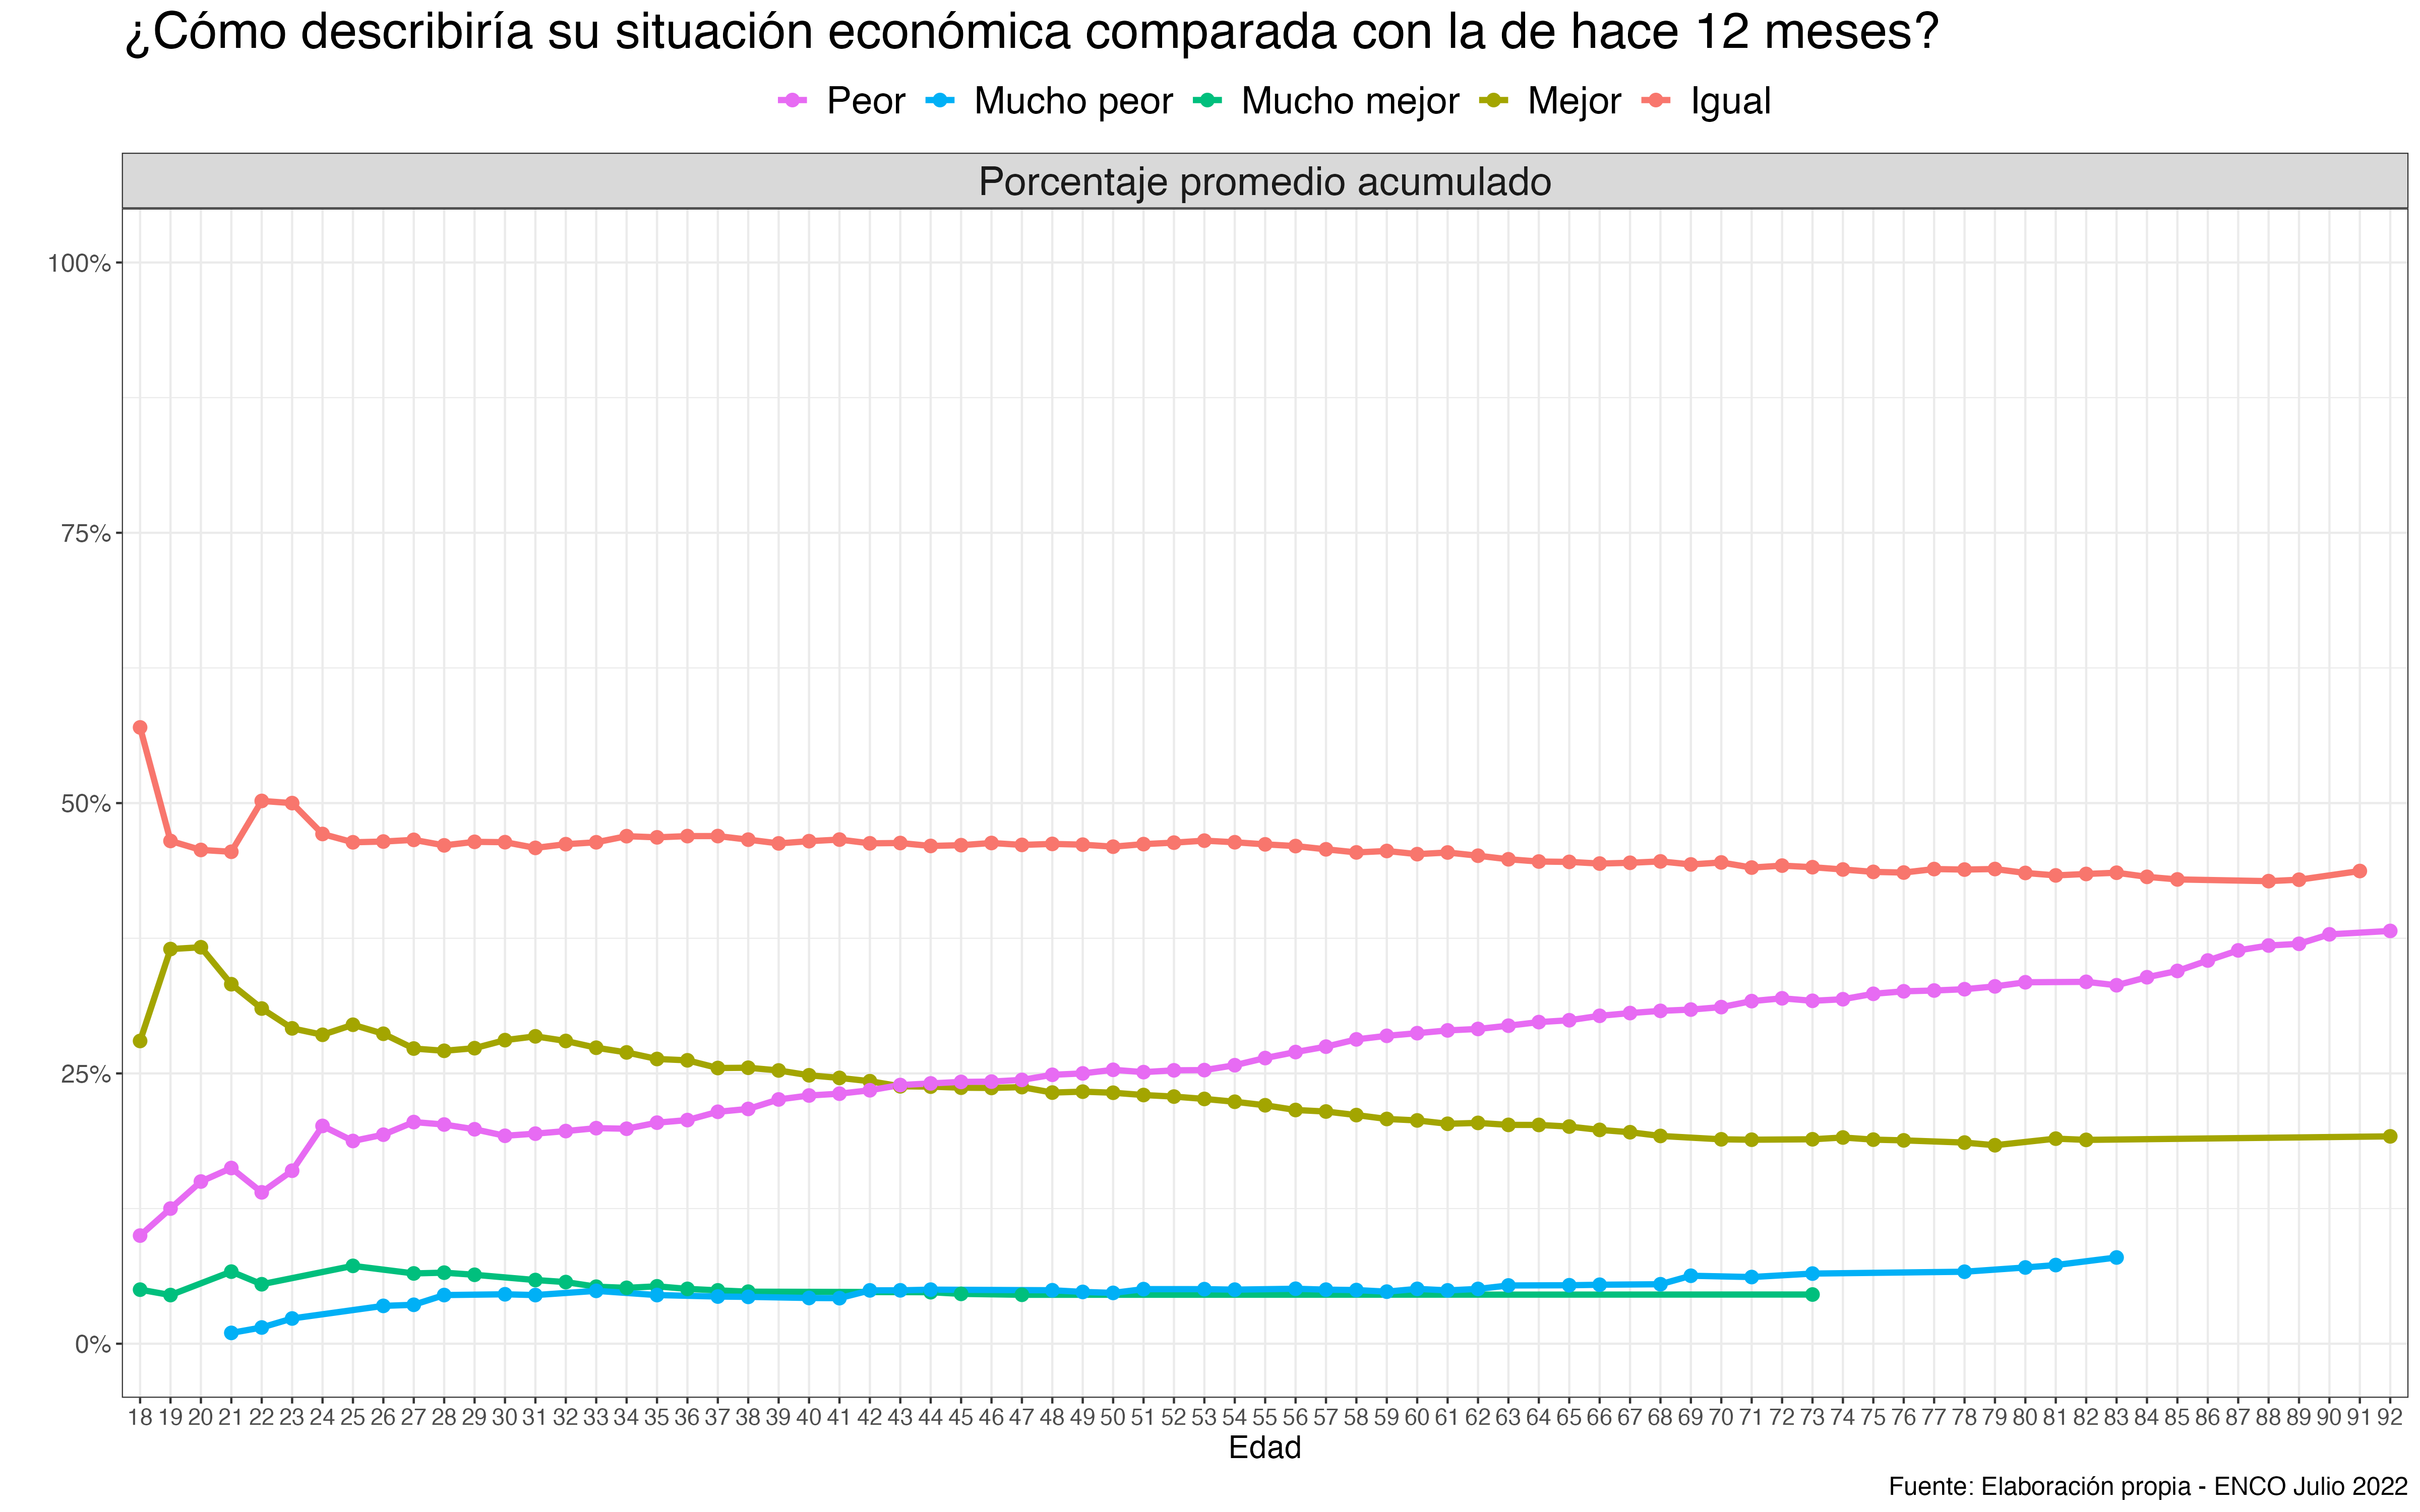 ¿Cómo describiría su situación económica comparada con la de hace 12 meses?
Peor Mucho peor Mucho mejor Mejor Igual
Porcentaje promedio acumulado
100%
75%
50%
25%
0%
18 19 20 21 22 23 24 25 26 27 28 29 30 31 32 33 34 35 36 37 38 39 40 41 42 43 44 45 46 47 48 49 50 51 52 53 54 55 56 57 58 59 60 61 62 63 64 65 66 67 68 69 70 71 72 73 74 75 76 77 78 79 80 81 82 83 84 85 86 87 88 89 90 91 92
Edad
Fuente: Elaboración propia - ENCO Julio 2022